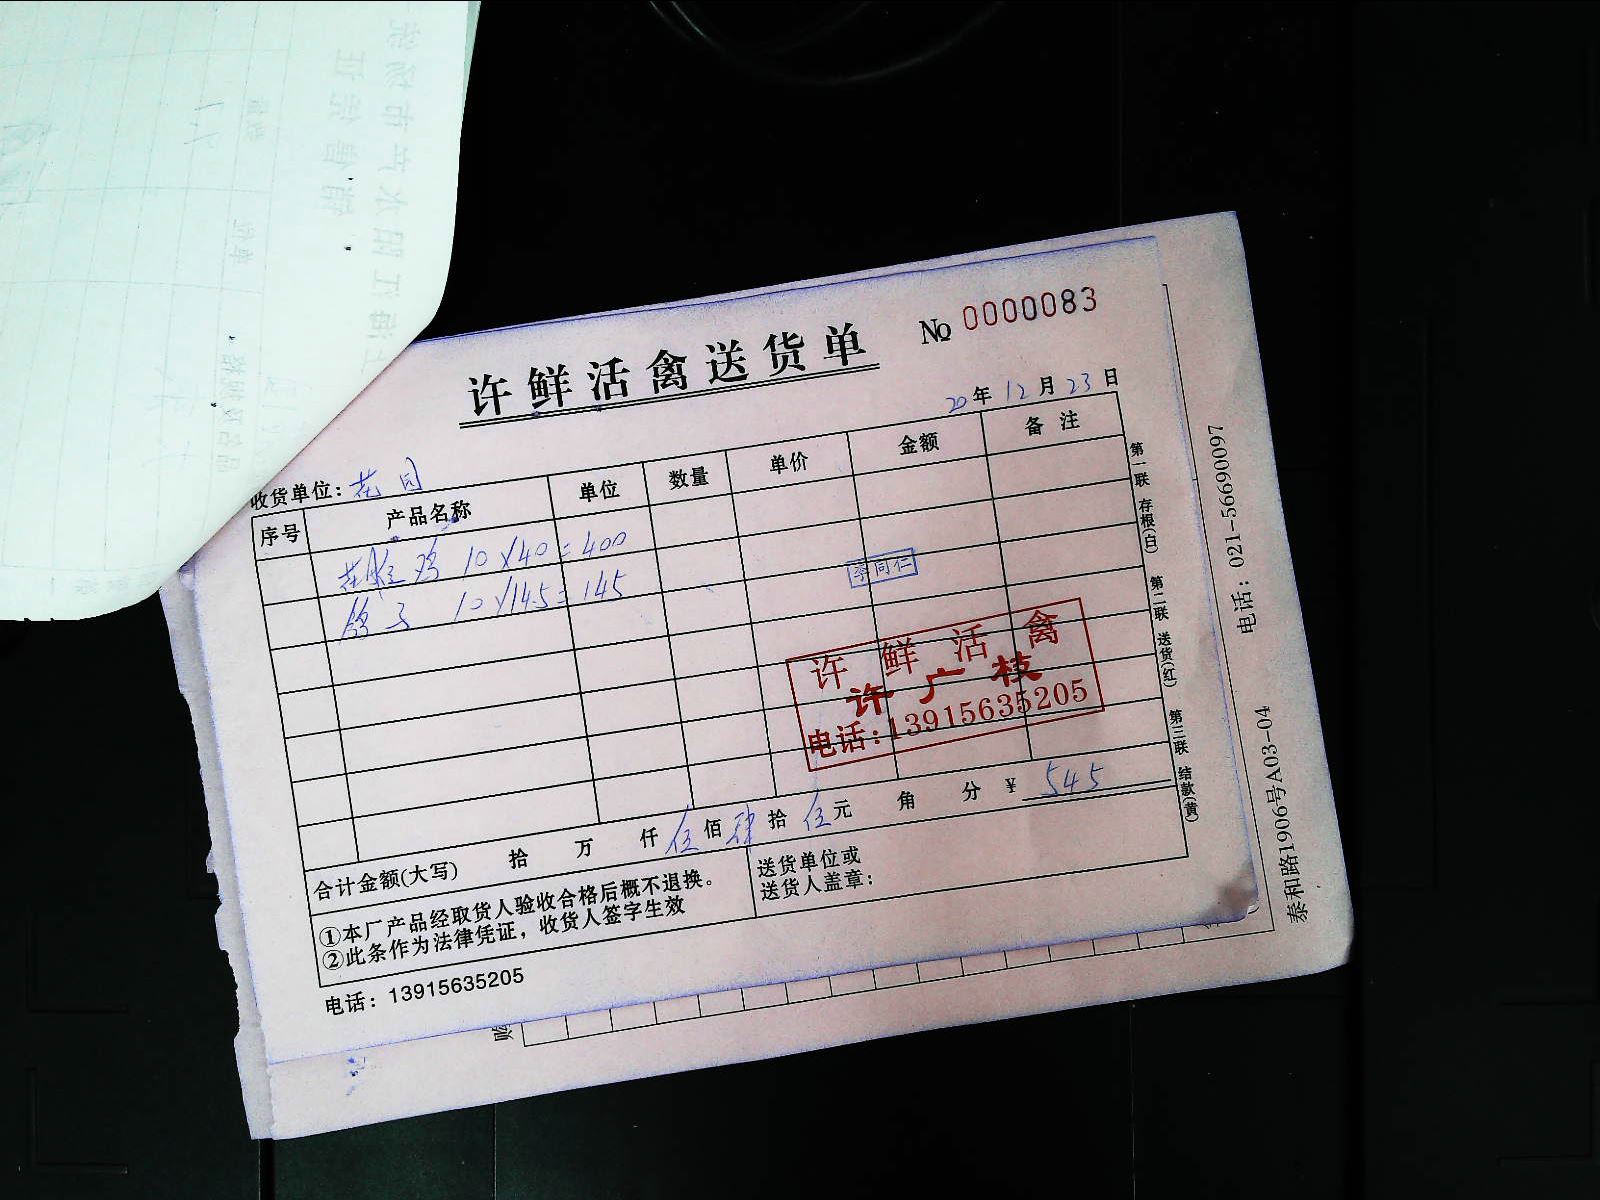 许鲜活禽送货单
No 0000083
20年12月23日
收货单位：花园
序号 产品名称 单位 数量 单价 金额 备注
鸡 10×40=400
鸽子 10×14.5=145
李同仁
许鲜活禽
许广枝
电话:13915635205
合计金额(大写) 拾 万 仟 伍佰肆拾伍元 角 分 ¥545
①本厂产品经取货人验收合格后概不退换。
②此条作为法律凭证，收货人签字生效
送货单位或
送货人盖章：
电话：13915635205
第一联 存根(白) 第二联 送货(红) 第三联 结款(黄)
泰和路1906号A03-04 电话：021-56690097